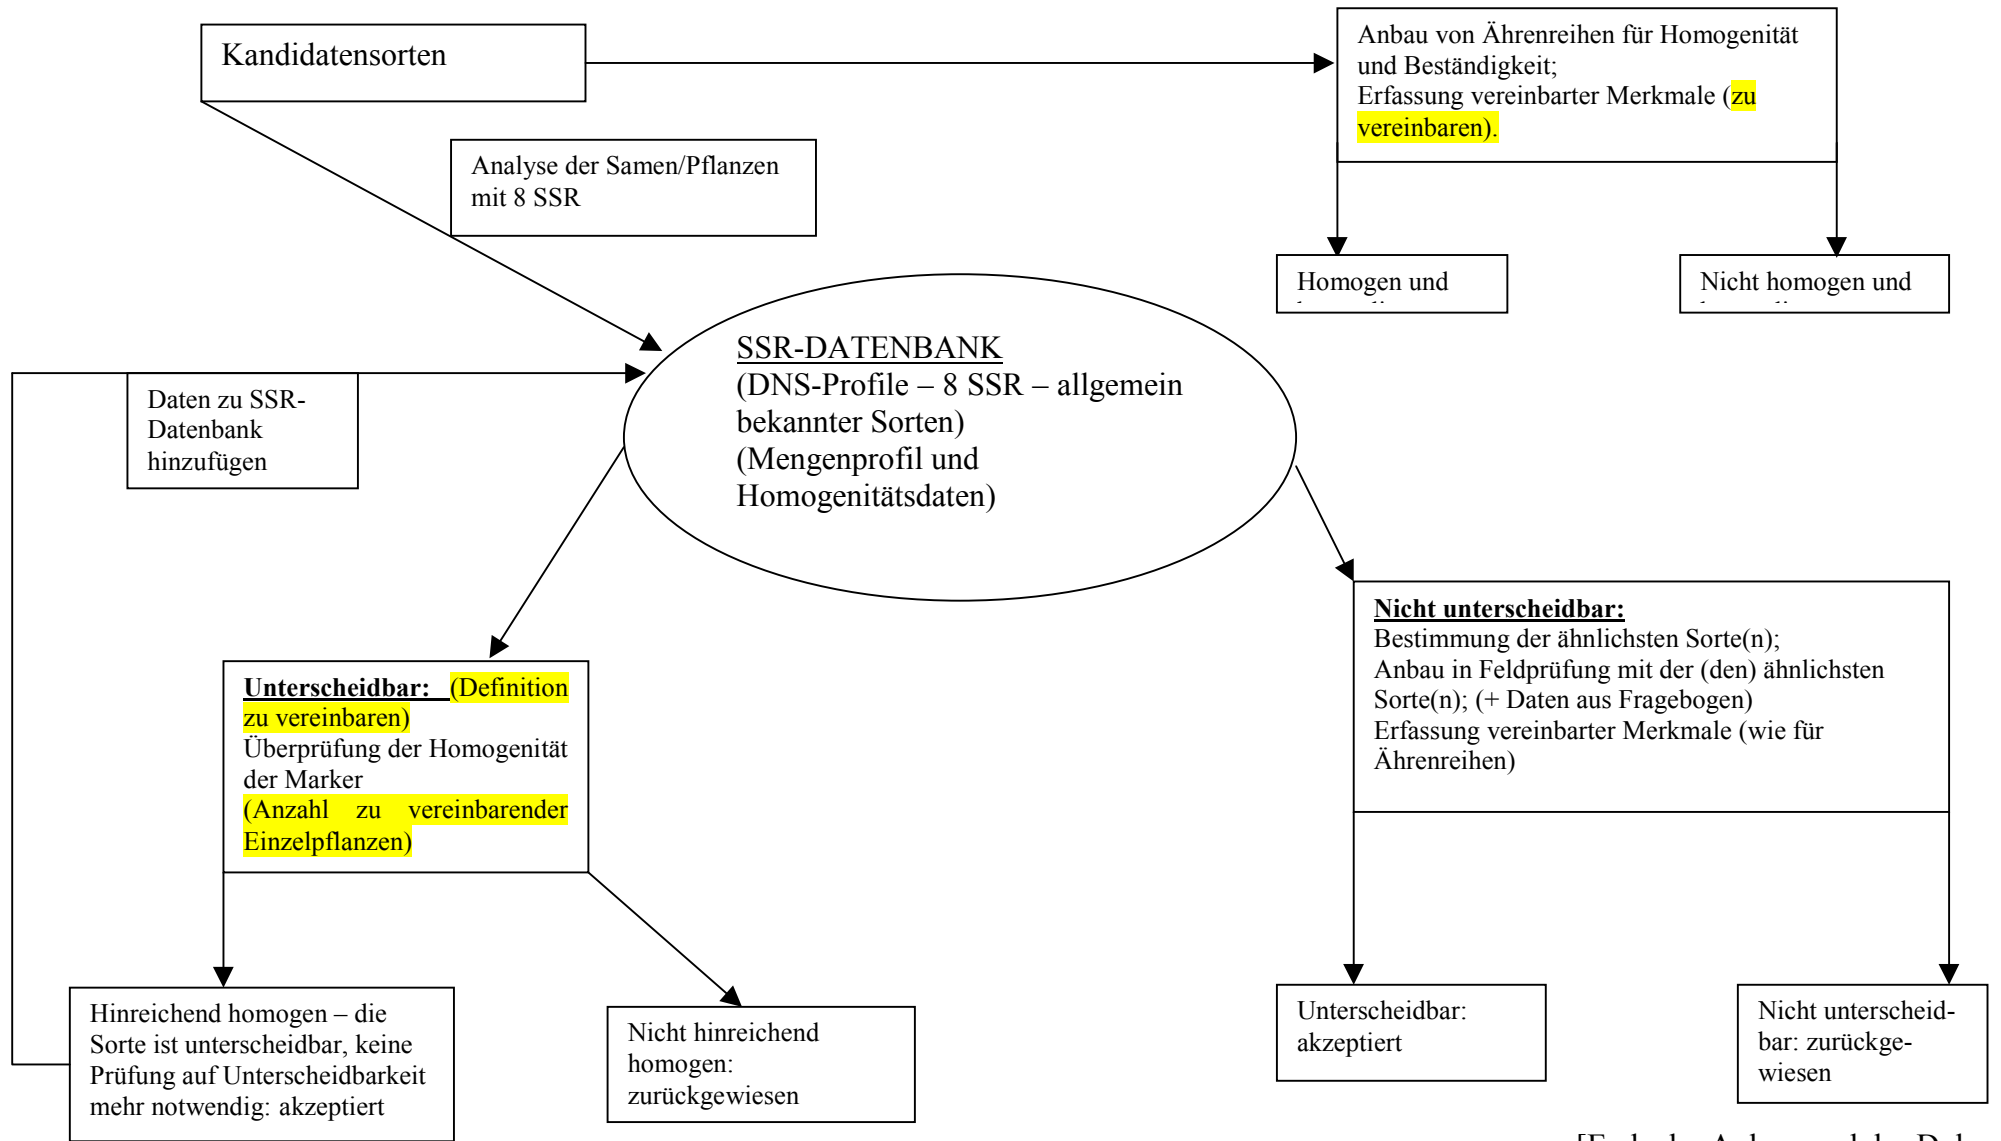 Kandidatensorten
Anbau von Ährenreihen für Homogenität
und Beständigkeit;
Erfassung vereinbarter Merkmale (zu
vereinbaren).
Analyse der Samen/Pflanzen
mit 8 SSR
Homogen und
Nicht homogen und
SSR-DATENBANK
(DNS-Profile – 8 SSR – allgemein
bekannter Sorten)
(Mengenprofil und
Homogenitätsdaten)
Daten zu SSR-
Datenbank
hinzufügen
Nicht unterscheidbar:
Bestimmung der ähnlichsten Sorte(n);
Anbau in Feldprüfung mit der (den) ähnlichsten
Sorte(n); (+ Daten aus Fragebogen)
Erfassung vereinbarter Merkmale (wie für
Ährenreihen)
Unterscheidbar: (Definition
zu vereinbaren)
Überprüfung der Homogenität
der Marker
(Anzahl zu vereinbarender
Einzelpflanzen)
Hinreichend homogen – die
Sorte ist unterscheidbar, keine
Prüfung auf Unterscheidbarkeit
mehr notwendig: akzeptiert
Nicht hinreichend
homogen:
zurückgewiesen
Unterscheidbar:
akzeptiert
Nicht unterscheid-
bar: zurückge-
wiesen